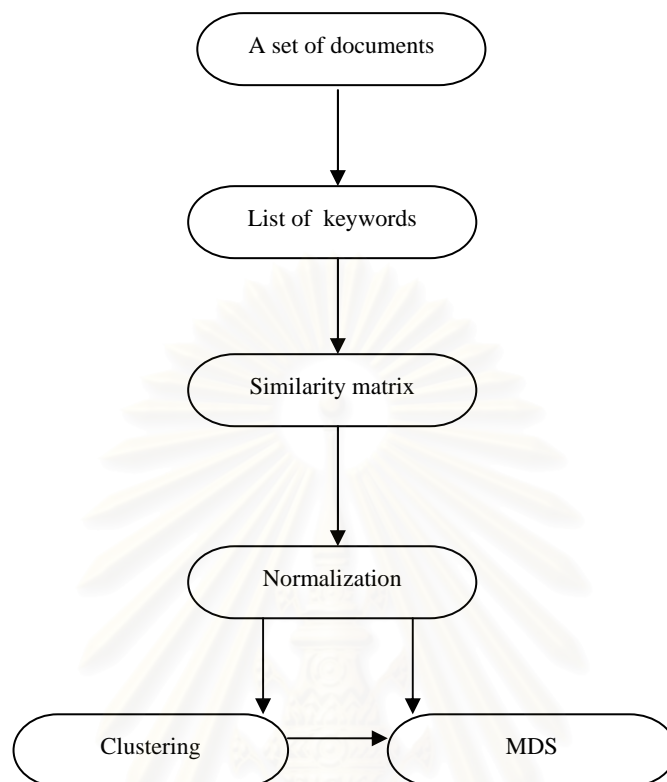 A set of documents
List of keywords
Similarity matrix
Normalization
Clustering
MDS